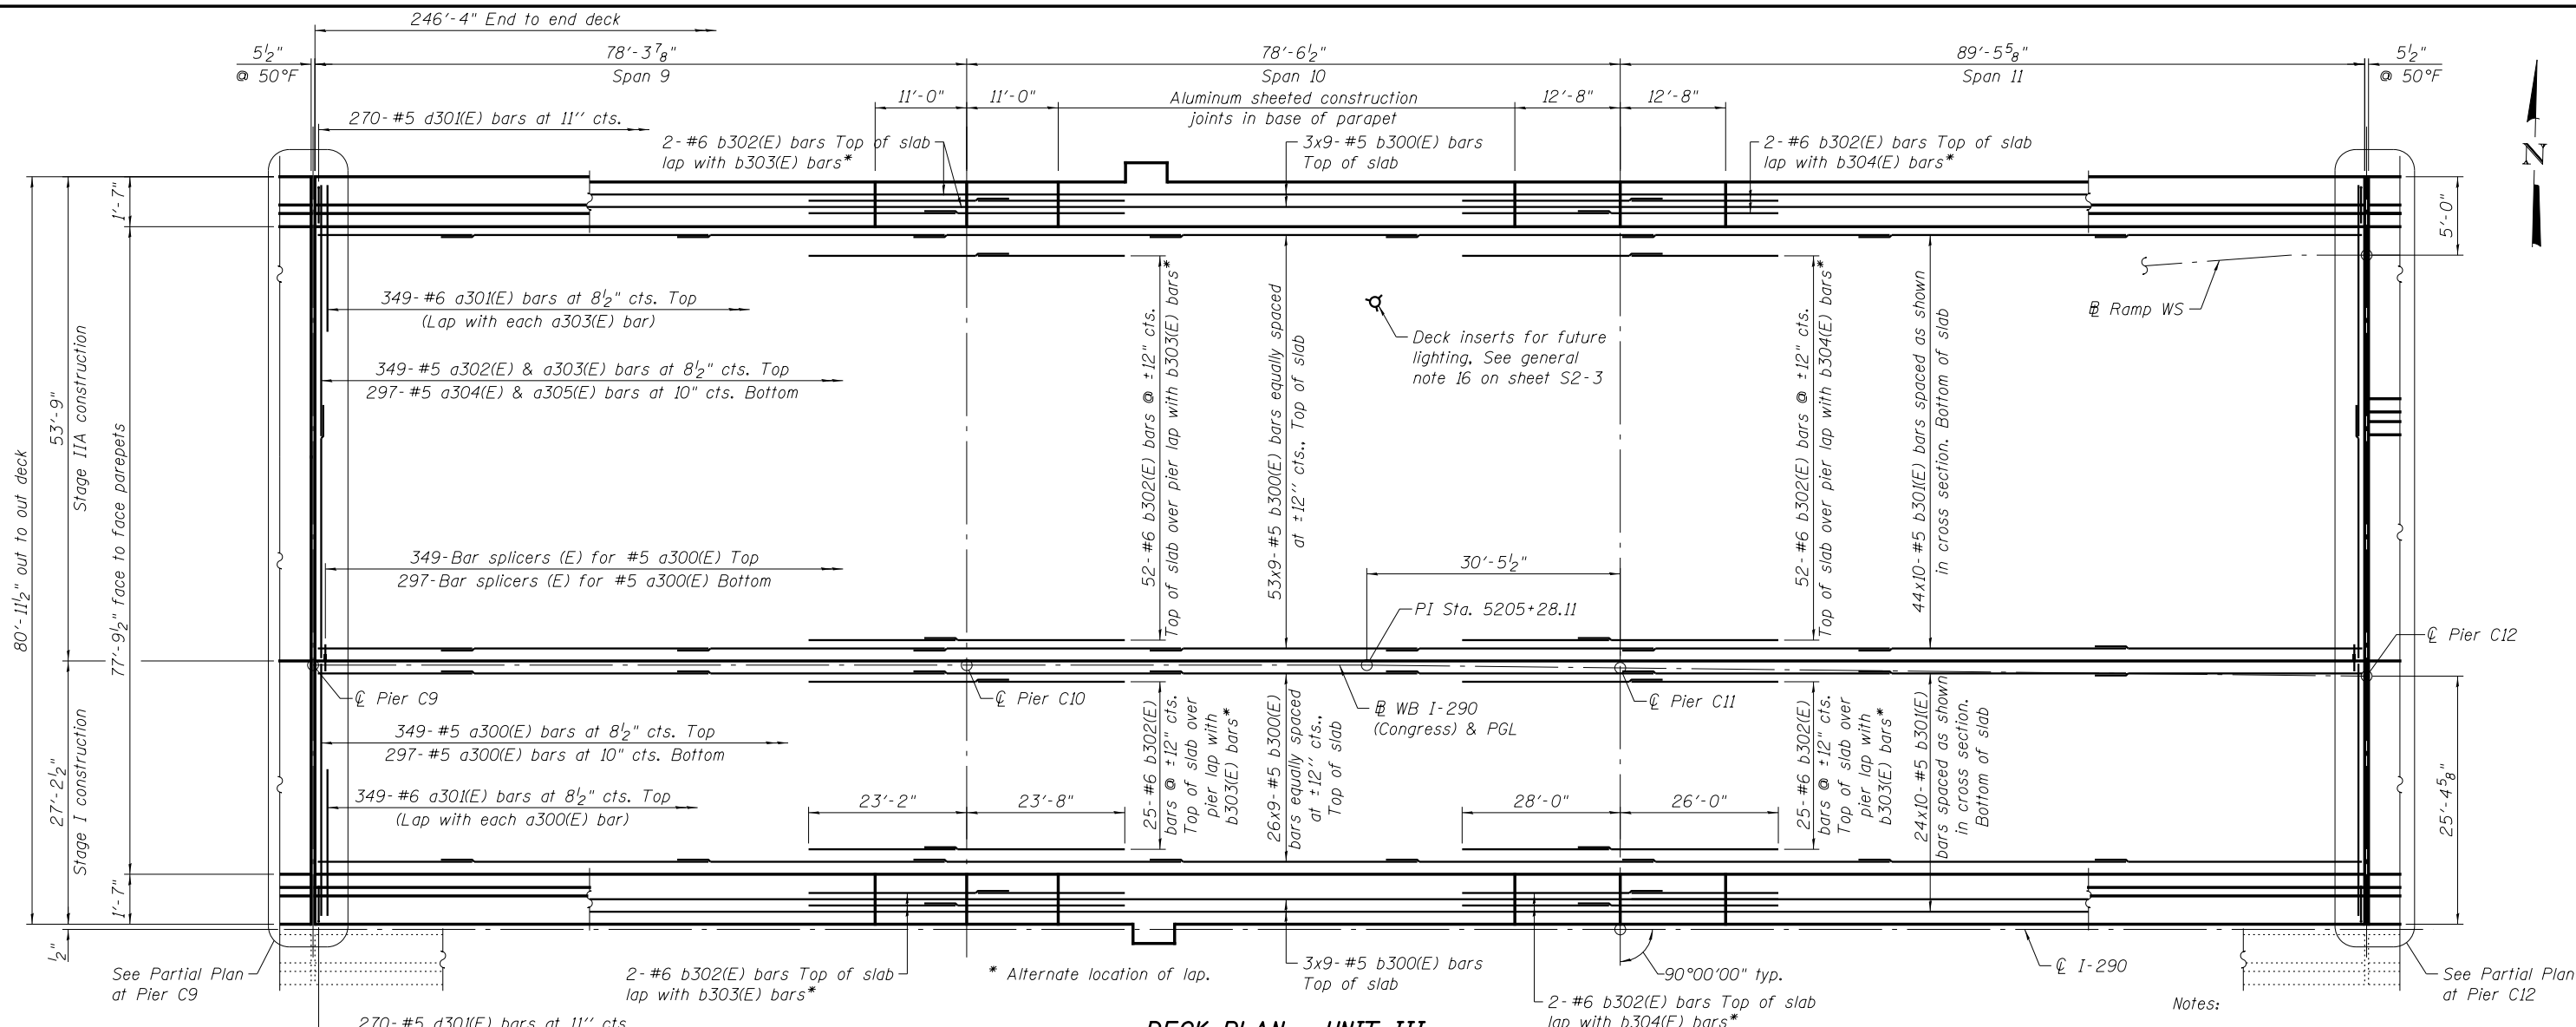 246'-4" End to end deck
5½"
@ 50°F
78'-3⅞"
Span 9
78'-6½"
Span 10
89'-5⅝"
Span 11
5½"
@ 50°F
270-#5 d301(E) bars at 11'' cts.
11'-0"
11'-0"
Aluminum sheeted construction
joints in base of parapet
12'-8"
12'-8"
2-#6 b302(E) bars Top of slab
lap with b303(E) bars*
3x9-#5 b300(E) bars
Top of slab
2-#6 b302(E) bars Top of slab
lap with b304(E) bars*
N
1'-7"
5'-0"
80'-11½" out to out deck
53'-9"
Stage IIA construction
77'-9½" face to face parepets
349-#6 a301(E) bars at 8½" cts. Top
(Lap with each a303(E) bar)
349-#5 a302(E) & a303(E) bars at 8½" cts. Top
297-#5 a304(E) & a305(E) bars at 10" cts. Bottom
52-#6 b302(E) bars @ ±12" cts.
Top of slab over pier lap with b303(E) bars*
53x9-#5 b300(E) bars equally spaced
at ±12'' cts., Top of slab
Deck inserts for future
lighting. See general
note 16 on sheet S2-3
52-#6 b302(E) bars @ ±12" cts.
Top of slab over pier lap with b304(E) bars*
44x10-#5 b301(E) bars spaced as shown
in cross section. Bottom of slab
℄ Ramp WS
349-Bar splicers (E) for #5 a300(E) Top
297-Bar splicers (E) for #5 a300(E) Bottom
30'-5½"
PI Sta. 5205+28.11
℄ Pier C12
℄ Pier C9
℄ Pier C10
℄ WB I-290
(Congress) & PGL
℄ Pier C11
27'-2½"
Stage I construction
349-#5 a300(E) bars at 8½" cts. Top
297-#5 a300(E) bars at 10" cts. Bottom
349-#6 a301(E) bars at 8½" cts. Top
(Lap with each a300(E) bar)
23'-2"
23'-8"
25-#6 b302(E)
bars @ ±12" cts.
Top of slab over
pier lap with
b303(E) bars*
26x9-#5 b300(E)
bars equally spaced
at ±12'' cts.,
Top of slab
28'-0"
26'-0"
25-#6 b302(E)
bars @ ±12" cts.
Top of slab over
pier lap with
b303(E) bars*
24x10-#5 b301(E)
bars spaced as shown
in cross section.
Bottom of slab
25'-4⅝"
1'-7"
½"
See Partial Plan
at Pier C9
2-#6 b302(E) bars Top of slab
lap with b303(E) bars*
* Alternate location of lap.
3x9-#5 b300(E) bars
Top of slab
90°00'00" typ.
℄ I-290
See Partial Plan
at Pier C12
2-#6 b302(E) bars Top of slab
lap with b304(E) bars*
Notes:
270-#5 d301(E) bars at 11'' cts.
DECK PLAN - UNIT III